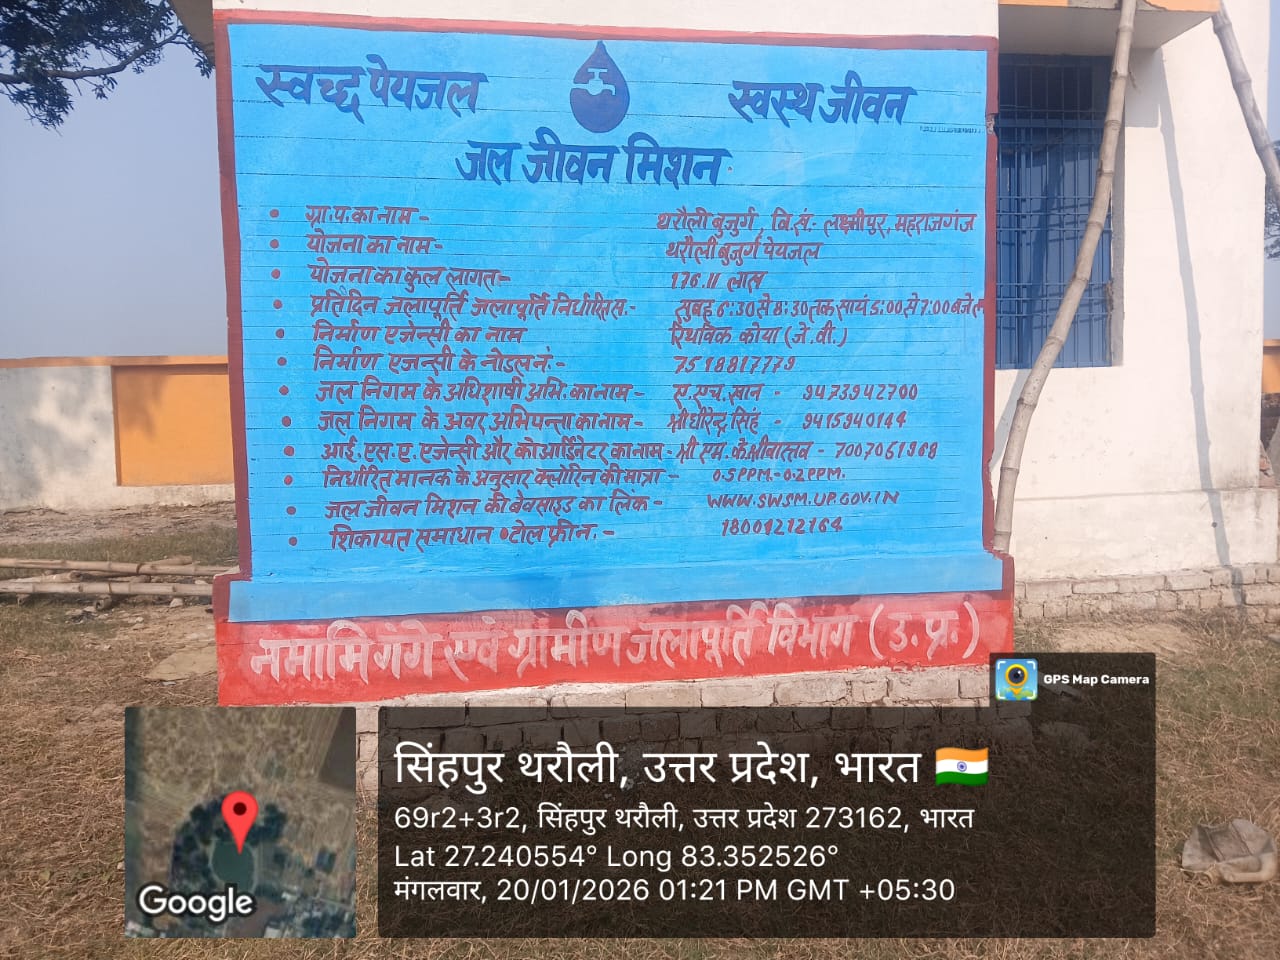 स्वच्छ पेयजल स्वस्थ जीवन
जल जीवन मिशन
• ग्रा.पं. का नाम - थरौली बुजुर्ग, वि.खं.- लक्ष्मीपुर, महराजगंज
• योजना का नाम - थरौली बुजुर्ग पेयजल
• योजना का कुल लागत - 176.11 लाख
• प्रतिदिन जलापूर्ति जलापूर्ति निर्धारित स.- सुबह 6:30 से 8:30 तक सायं 5:00 से 7:00 बजे त
• निर्माण एजेन्सी का नाम रिथविक कोया (जे.वी.)
• निर्माण एजन्सी के नोडल नं.- 7518817779
• जल निगम के अधिशाषी अभि. का नाम - ए.एच.खान - 9473942700
• जल निगम के अवर अभियन्ता का नाम - श्री धीरेन्द्र सिंह - 9415940144
• आई.एस.ए. एजेन्सी और कोआर्डिनेटर का नाम - श्री एम.के श्रीवास्तव - 7007061968
• निर्धारित मानक के अनुसार क्लोरिन की मात्रा - 0.5 PPM.- 0.2 PPM.
• जल जीवन मिशन की बेवसाइड का लिंक - WWW.SWSM.UP.GOV.IN
• शिकायत समाधान टोल फ्री न.- 18001212164
नमामि गंगे एवं ग्रामीण जलापूर्ति विभाग (उ.प्र.)
GPS Map Camera
सिंहपुर थरौली, उत्तर प्रदेश, भारत
69r2+3r2, सिंहपुर थरौली, उत्तर प्रदेश 273162, भारत
Lat 27.240554° Long 83.352526°
मंगलवार, 20/01/2026 01:21 PM GMT +05:30
Google